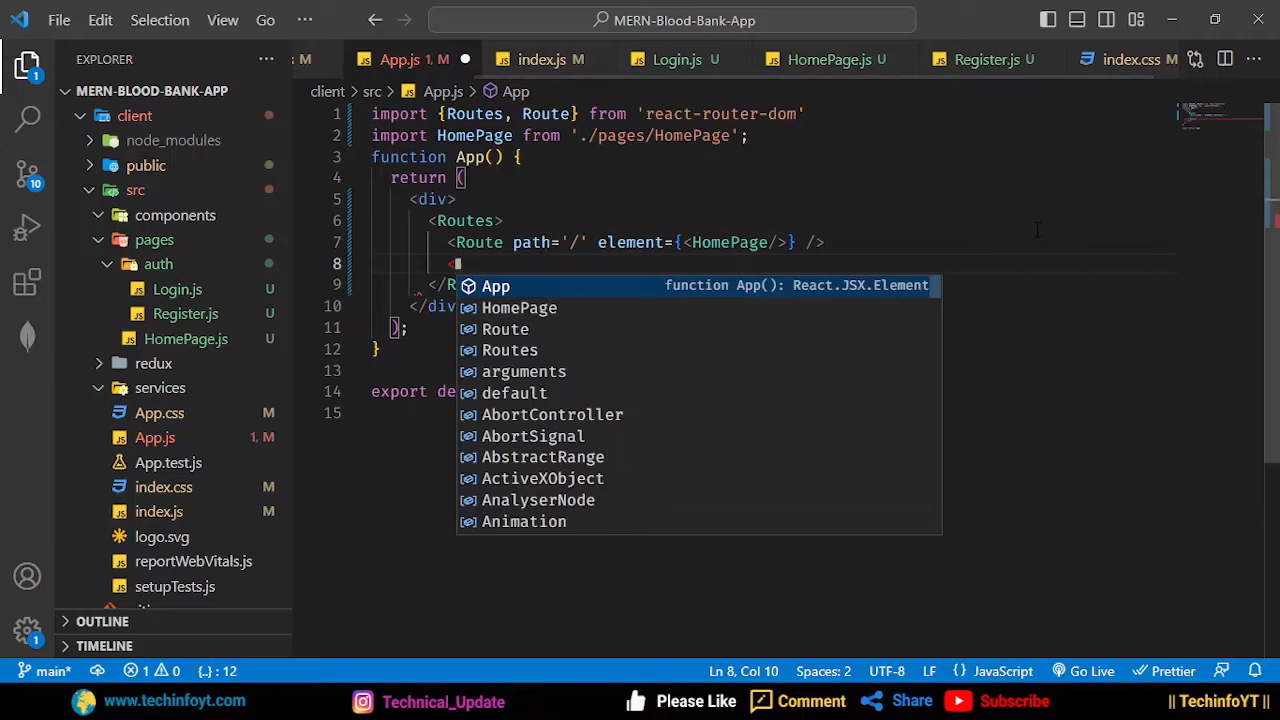 File Edit Selection View Go ··· MERN-Blood-Bank-App
EXPLORER ···
M App.js 1, M index.js M Login.js U HomePage.js U Register.js U index.css M ···
MERN-BLOOD-BANK-APP
client
node_modules
public
src
components
pages
auth
Login.js U
Register.js U
HomePage.js U
redux
services
App.css M
App.js 1, M
App.test.js
index.css M
index.js M
logo.svg
reportWebVitals.js
setupTests.js
OUTLINE
TIMELINE
1
10
1
client > src > JS App.js > App
1 import {Routes, Route} from 'react-router-dom'
2 import HomePage from './pages/HomePage';
3 function App() {
4 return (
5 <div>
6 <Routes>
7 <Route path='/' element={<HomePage/>} />
8 <
9 </R
10 </div
11 );
12 }
13
14 export de
15
App function App(): React.JSX.Element
HomePage
Route
Routes
arguments
default
AbortController
AbortSignal
AbstractRange
ActiveXObject
AnalyserNode
Animation
main* 1 0 {..} : 12 Ln 8, Col 10 Spaces: 2 UTF-8 LF {} JavaScript Go Live Prettier
www.techinfoyt.com Technical_Update Please Like Comment Share Subscribe || TechinfoYT ||